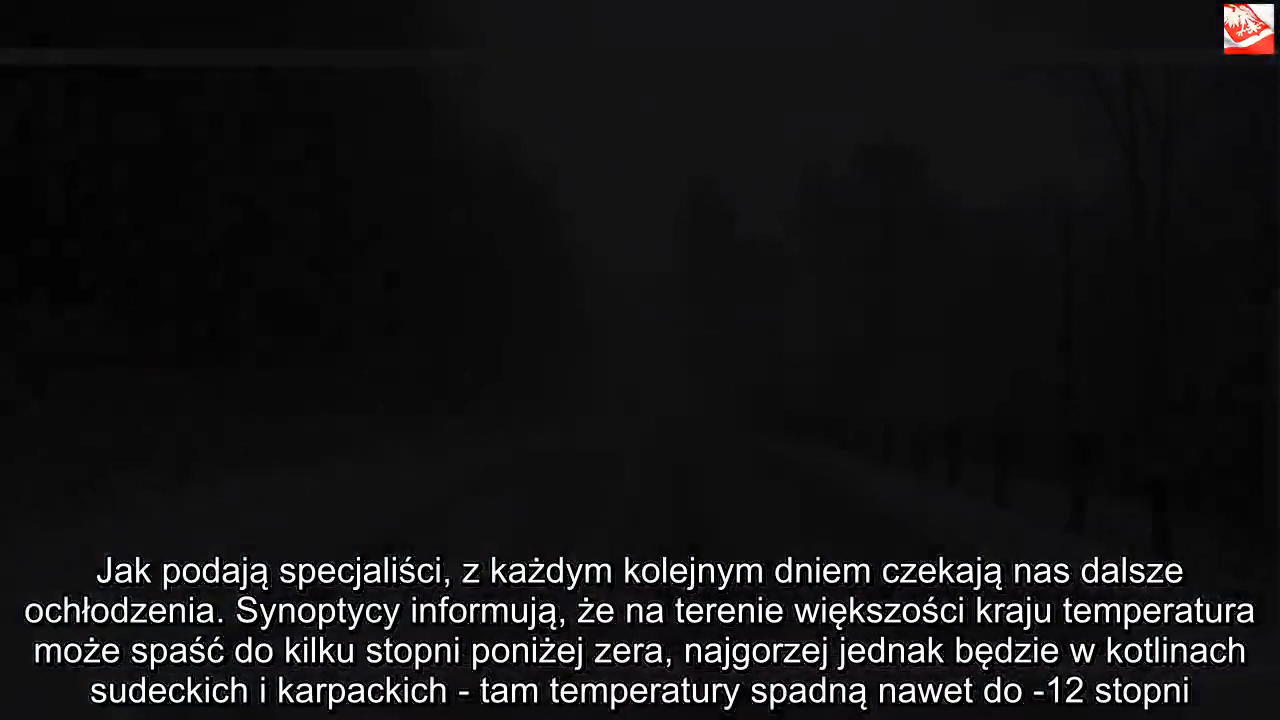 Jak podają specjaliści, z każdym kolejnym dniem czekają nas dalsze
ochłodzenia. Synoptycy informują, że na terenie większości kraju temperatura
może spaść do kilku stopni poniżej zera, najgorzej jednak będzie w kotlinach
sudeckich i karpackich - tam temperatury spadną nawet do -12 stopni